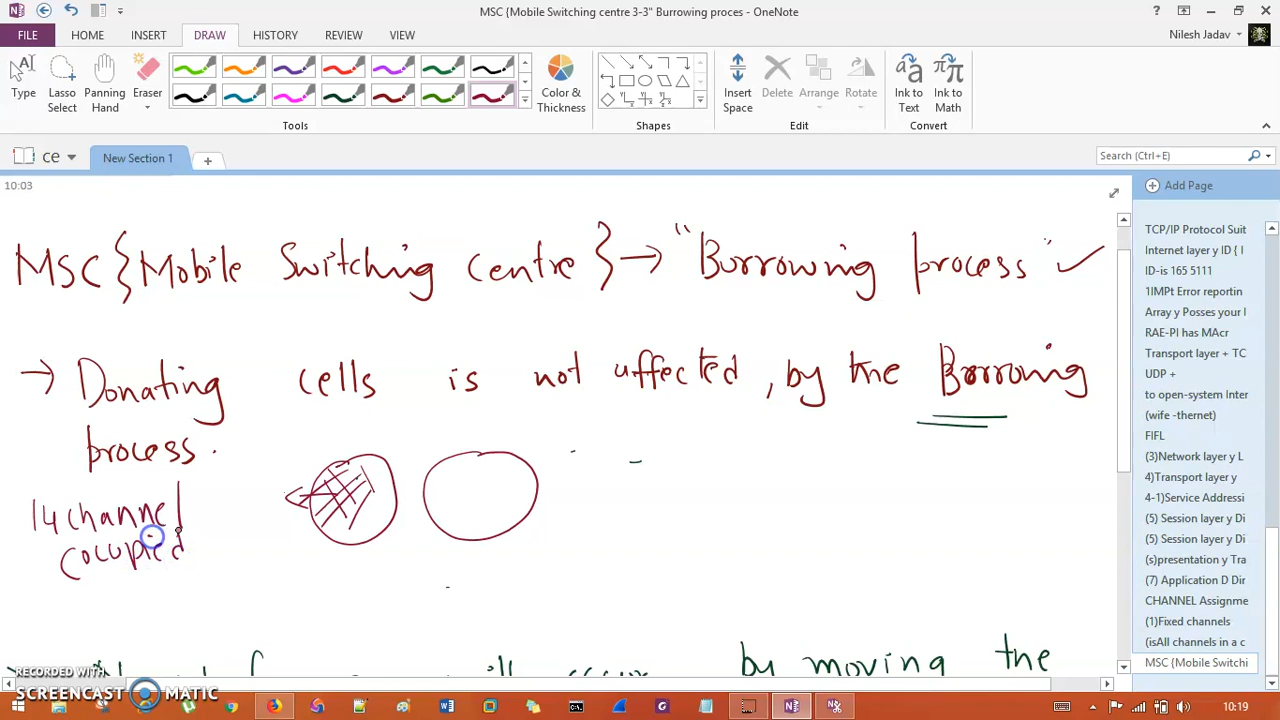 MSC {Mobile Switching centre 3-3" Burrowing proces - OneNote
FILE HOME INSERT DRAW HISTORY REVIEW VIEW
Nilesh Jadav
Type
Lasso Select
Panning Hand
Eraser
Color & Thickness
Insert Space
Delete
Arrange
Rotate
Ink to Text
Ink to Math
Tools
Shapes
Edit
Convert
ce
New Section 1
Search (Ctrl+E)
10:03
Add Page
MSC{Mobile Switching centre}→ "Borrowing process" ✓
→ Donating cells is not affected, by the Borrowing
process.
14 channel
occupied
by moving the
TCP/IP Protocol Suit
Internet layer y ID { I
ID-is 165 5111
1IMPt Error reportin
Array y Posses your I
RAE-PI has MAcr
Transport layer + TC
UDP +
to open-system Inter
(wife -thernet)
FIFL
(3)Network layer y L
4)Transport layer y
4-1)Service Addressi
(5) Session layer y Di
(5) Session layer y Di
(s)presentation y Tra
(7) Application D Dir
CHANNEL Assignme
(1)Fixed channels
(isAll channels in a c
MSC {Mobile Switchi
RECORDED WITH
SCREENCAST MATIC
10:19